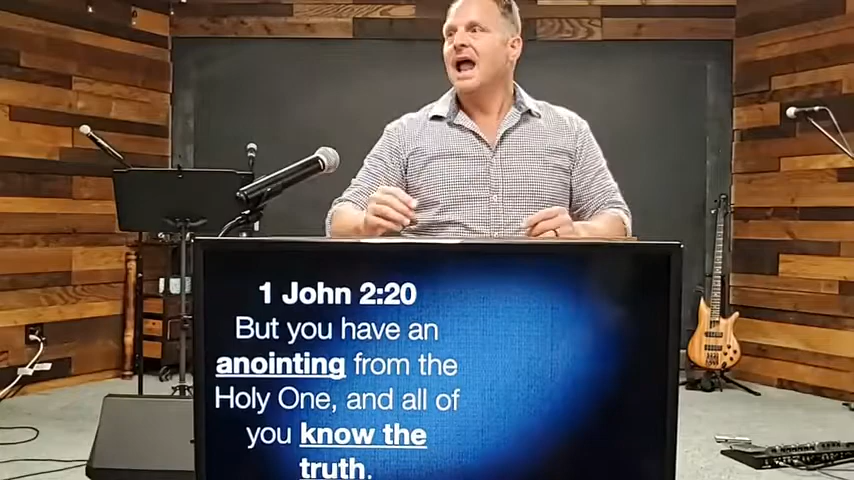 1 John 2:20
But you have an
anointing from the
Holy One, and all of
you know the
truth.